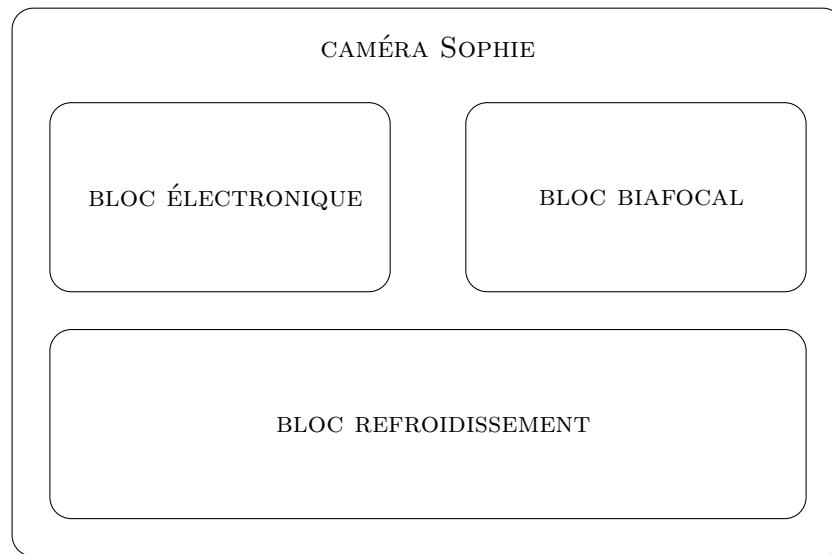 caméra Sophie
bloc électronique
bloc biafocal
bloc refroidissement